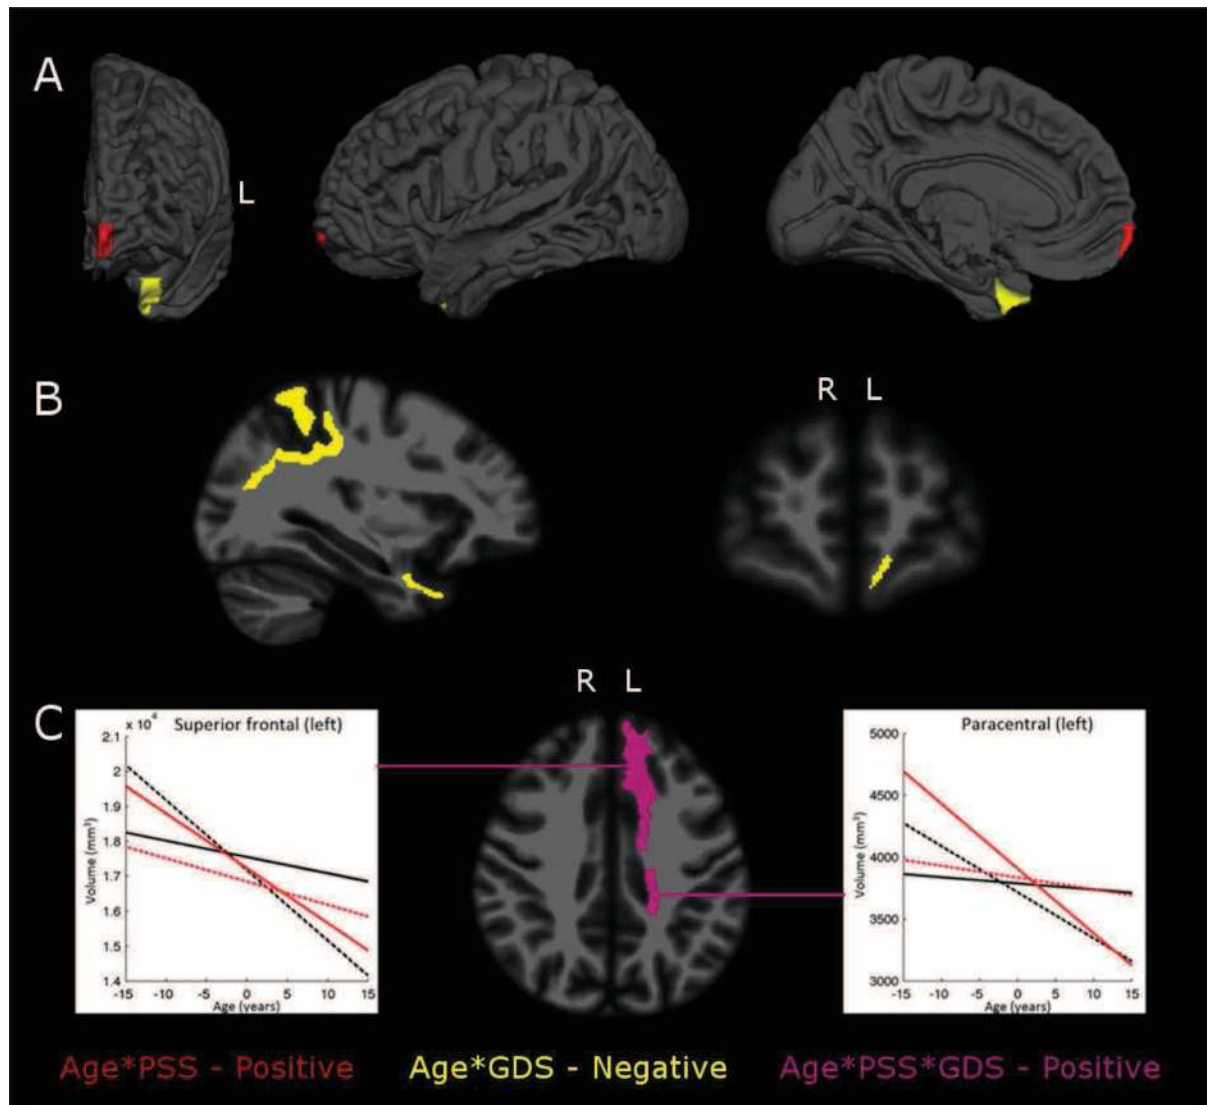 A
L
B
R L
R L
C
x 10⁴
Superior frontal (left)
2.1
2
1.9
1.8
1.7
1.6
1.5
1.4
Volume (mm³)
-15 -10 -5 0 5 10 15
Age (years)
Paracentral (left)
5000
4500
4000
3500
3000
Volume (mm³)
-15 -10 -5 0 5 10 15
Age (years)
Age*PSS - Positive
Age*GDS - Negative
Age*PSS*GDS - Positive